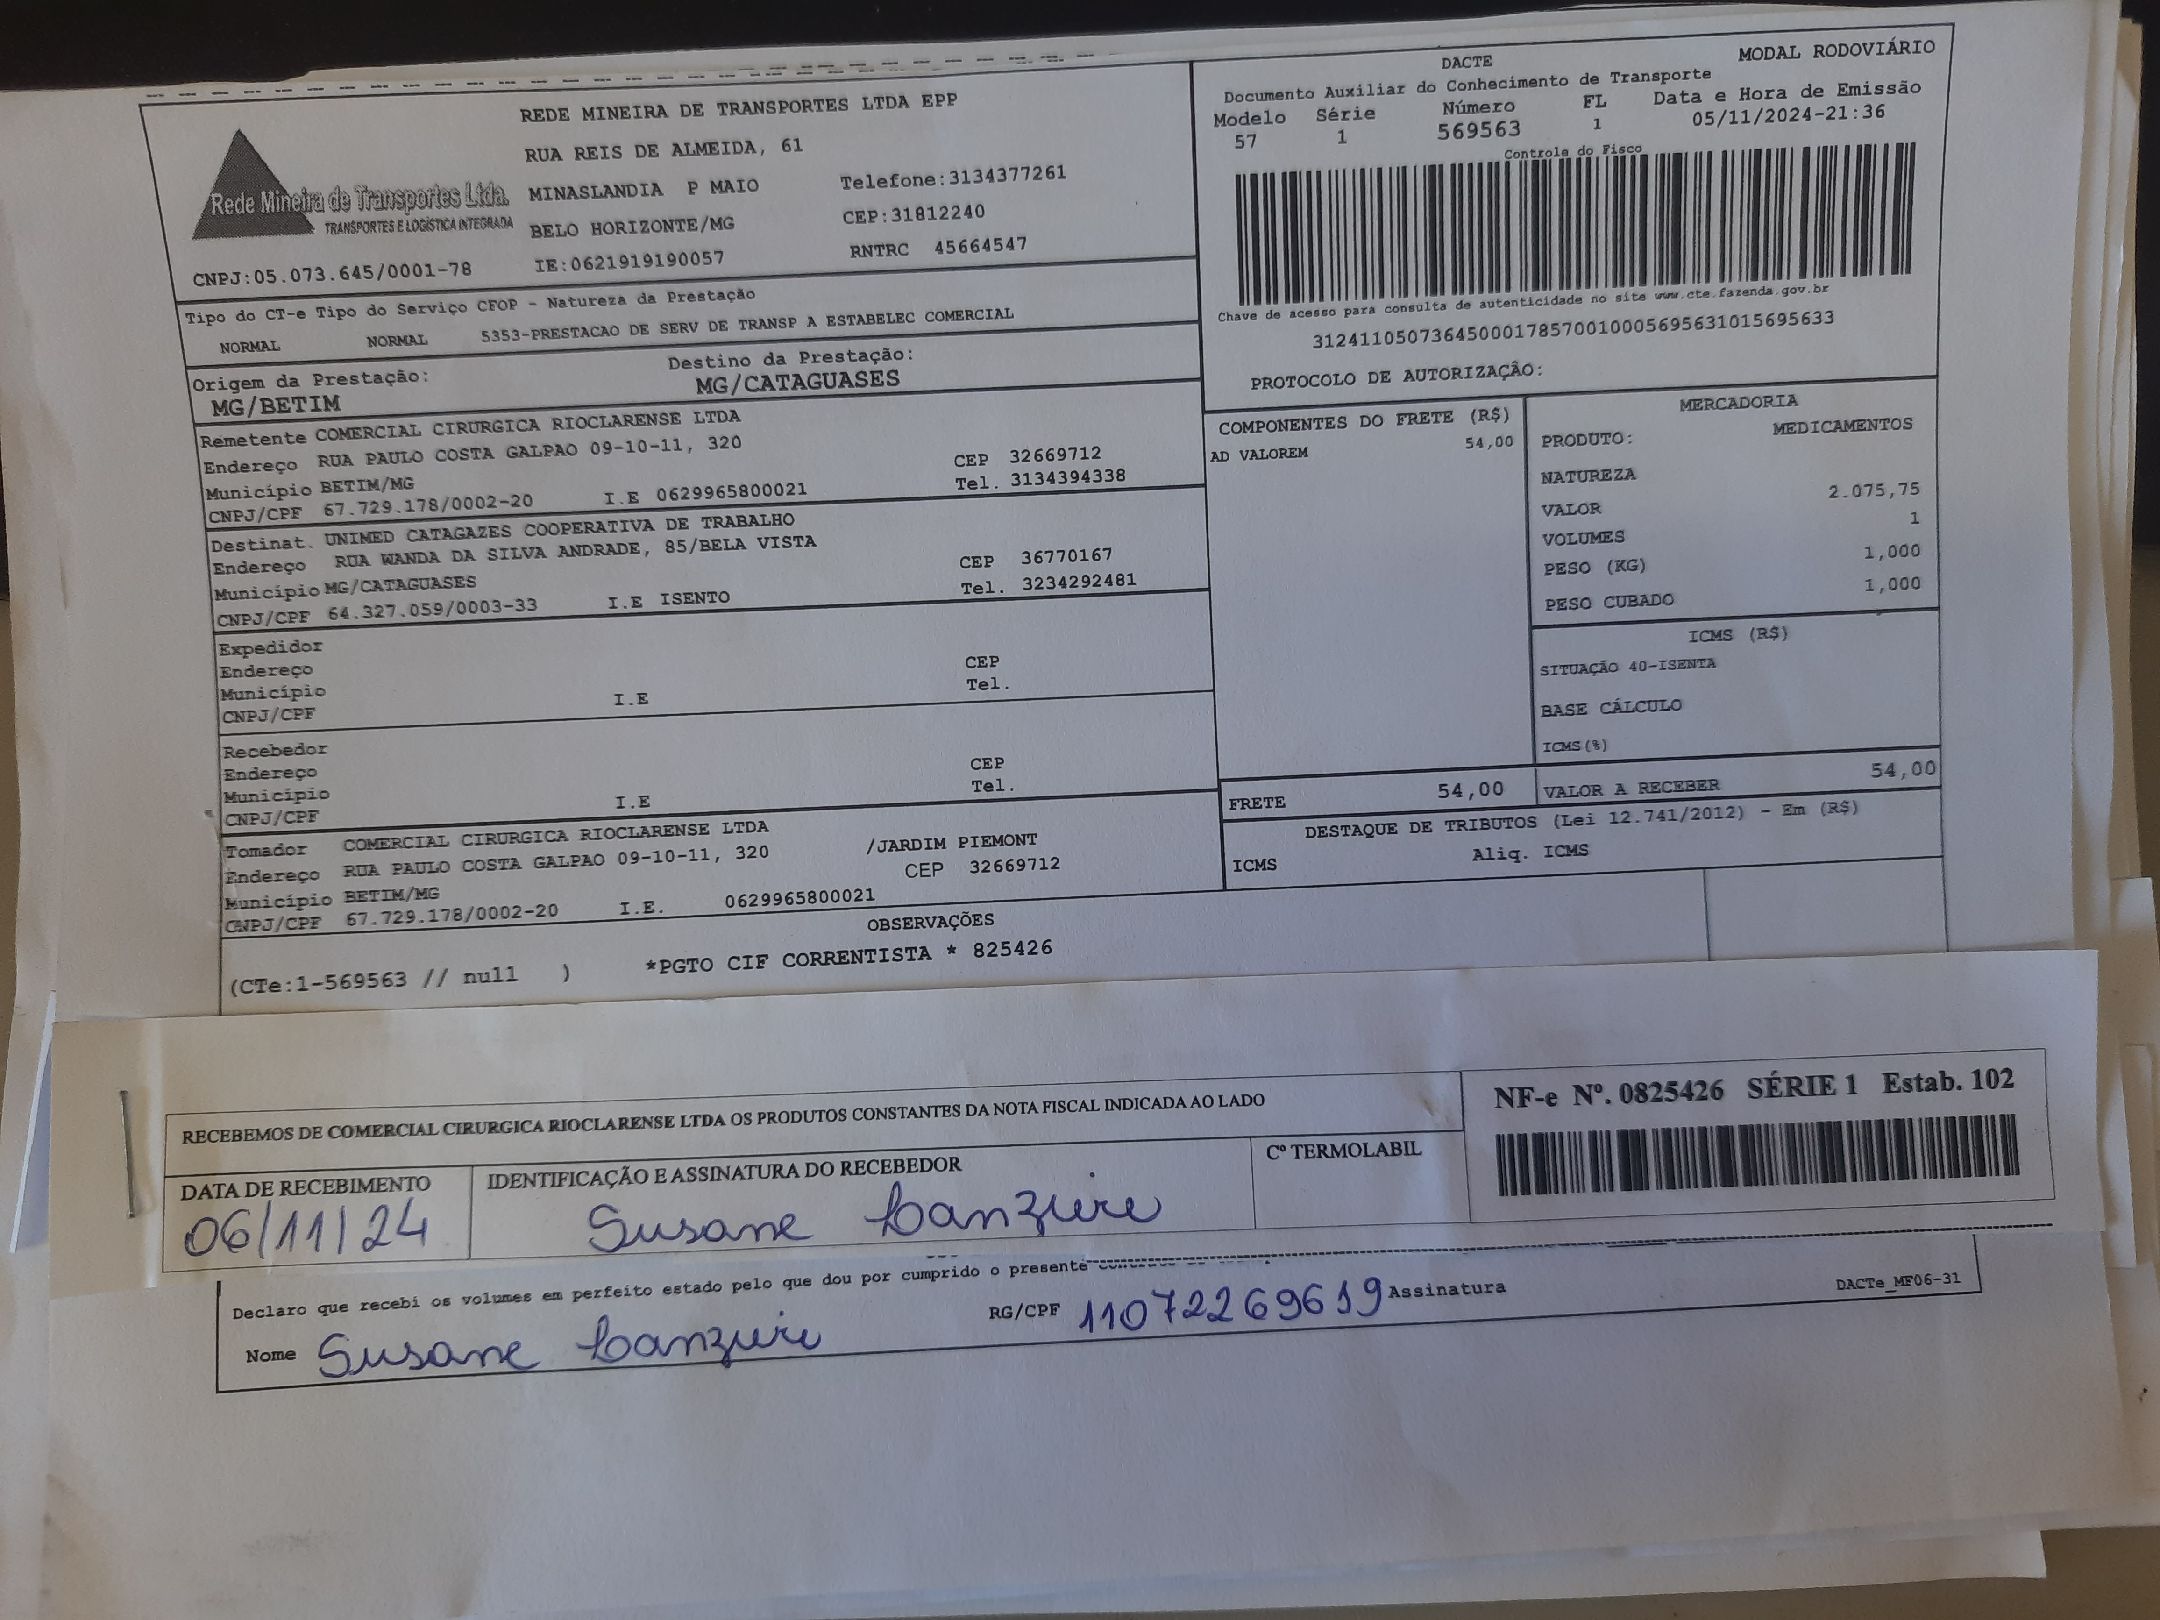 REDE MINEIRA DE TRANSPORTES LTDA EPP
RUA REIS DE ALMEIDA, 61
MINASLANDIA P MAIO Telefone:3134377261
BELO HORIZONTE/MG CEP:31812240
CNPJ:05.073.645/0001-78 IE:0621919190057 RNTRC 45664547
Rede Mineira de Transportes Ltda.
TRANSPORTES E LOGÍSTICA INTEGRADA
DACTE MODAL RODOVIÁRIO
Documento Auxiliar do Conhecimento de Transporte
Modelo Série Número FL Data e Hora de Emissão
57 1 569563 1 05/11/2024-21:36
Controle do Fisco
Chave de acesso para consulta de autenticidade no site www.cte.fazenda.gov.br
31241105073645000178570010005695631015695633
PROTOCOLO DE AUTORIZAÇÃO:
Tipo do CT-e Tipo do Serviço CFOP - Natureza da Prestação
NORMAL NORMAL 5353-PRESTACAO DE SERV DE TRANSP A ESTABELEC COMERCIAL
Origem da Prestação: Destino da Prestação:
MG/BETIM MG/CATAGUASES
Remetente COMERCIAL CIRURGICA RIOCLARENSE LTDA
Endereço RUA PAULO COSTA GALPAO 09-10-11, 320
Município BETIM/MG CEP 32669712
CNPJ/CPF 67.729.178/0002-20 I.E 0629965800021 Tel. 3134394338
Destinat. UNIMED CATAGAZES COOPERATIVA DE TRABALHO
Endereço RUA WANDA DA SILVA ANDRADE, 85/BELA VISTA
Município MG/CATAGUASES CEP 36770167
CNPJ/CPF 64.327.059/0003-33 I.E ISENTO Tel. 3234292481
Expedidor
Endereço
Município CEP
CNPJ/CPF I.E Tel.
Recebedor
Endereço
Município CEP
CNPJ/CPF I.E Tel.
Tomador COMERCIAL CIRURGICA RIOCLARENSE LTDA
Endereço RUA PAULO COSTA GALPAO 09-10-11, 320 /JARDIM PIEMONT
Município BETIM/MG CEP 32669712
CNPJ/CPF 67.729.178/0002-20 I.E. 0629965800021
COMPONENTES DO FRETE (R$)
AD VALOREM 54,00
MERCADORIA
PRODUTO: MEDICAMENTOS
NATUREZA
VALOR 2.075,75
VOLUMES 1
PESO (KG) 1,000
PESO CUBADO 1,000
ICMS (R$)
SITUAÇÃO 40-ISENTA
BASE CÁLCULO
ICMS(%)
FRETE 54,00 VALOR A RECEBER 54,00
DESTAQUE DE TRIBUTOS (Lei 12.741/2012) - Em (R$)
ICMS Aliq. ICMS
OBSERVAÇÕES
(CTe:1-569563 // null ) *PGTO CIF CORRENTISTA * 825426
RECEBEMOS DE COMERCIAL CIRURGICA RIOCLARENSE LTDA OS PRODUTOS CONSTANTES DA NOTA FISCAL INDICADA AO LADO
NF-e Nº. 0825426 SÉRIE 1 Estab. 102
DATA DE RECEBIMENTO IDENTIFICAÇÃO E ASSINATURA DO RECEBEDOR Cº TERMOLABIL
06/11/24 Susane
Declaro que recebi os volumes em perfeito estado pelo que dou por cumprido o presente
Nome Susane RG/CPF 11072269619 Assinatura
DACTe_MF06-31